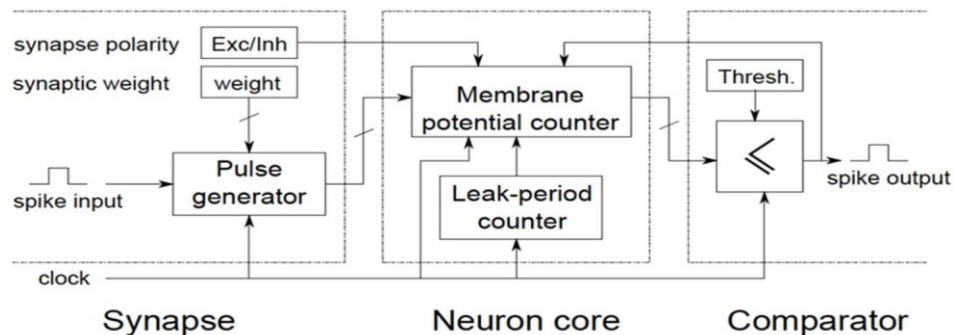 synapse polarity
Exc/Inh
synaptic weight
weight
Pulse
generator
spike input
clock
Synapse
Membrane
potential counter
Leak-period
counter
Neuron core
Thresh.
≤
spike output
Comparator